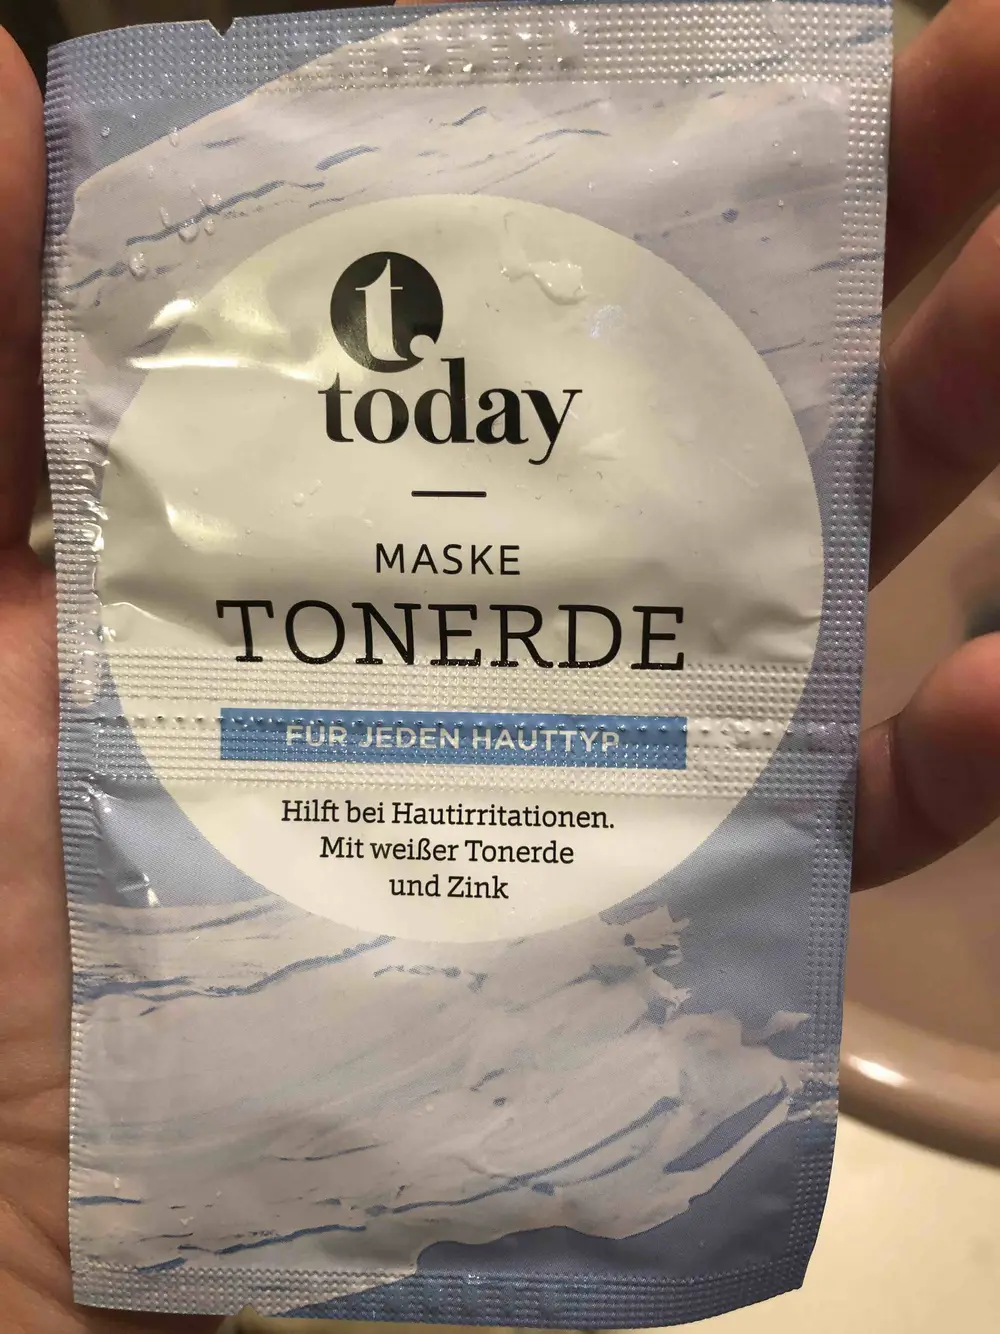 t.
today
MASKE
TONERDE
FÜR JEDEN HAUTTYP
Hilft bei Hautirritationen.
Mit weißer Tonerde
und Zink